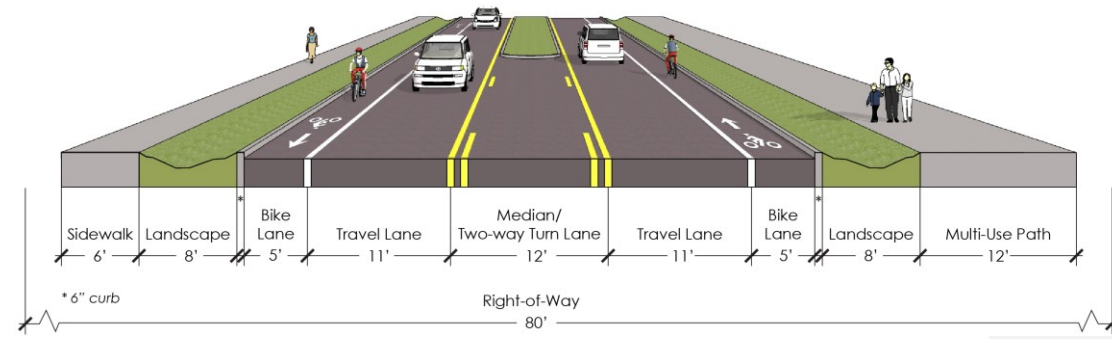 *
*
Sidewalk
Landscape
Bike
Lane
Travel Lane
Median/
Two-way Turn Lane
Travel Lane
Bike
Lane
Landscape
Multi-Use Path
6’
8’
5’
11’
12’
11’
5’
8’
12’
* 6” curb
Right-of-Way
80’